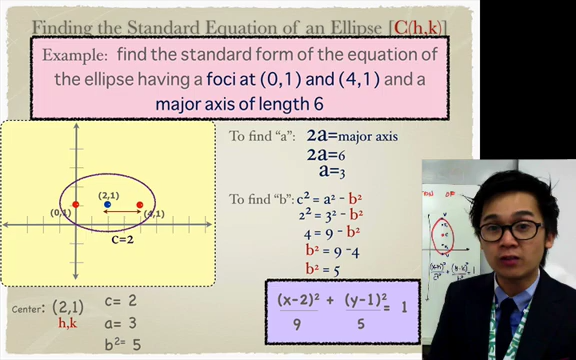 Finding the Standard Equation of an Ellipse [C(h,k)]
Example: find the standard form of the equation of
the ellipse having a foci at (0,1) and (4,1) and a
major axis of length 6
To find “a”: 2a=major axis
2a=6
a=3
(2,1)
(0,1)
(4,1)
C=2
To find “b”: c² = a² - b²
2² = 3² - b²
4 = 9 - b²
b² = 9 -4
b² = 5
Center: (2,1)
h,k
c= 2
a= 3
b²= 5
(x-2)² + (y-1)² = 1
9 5